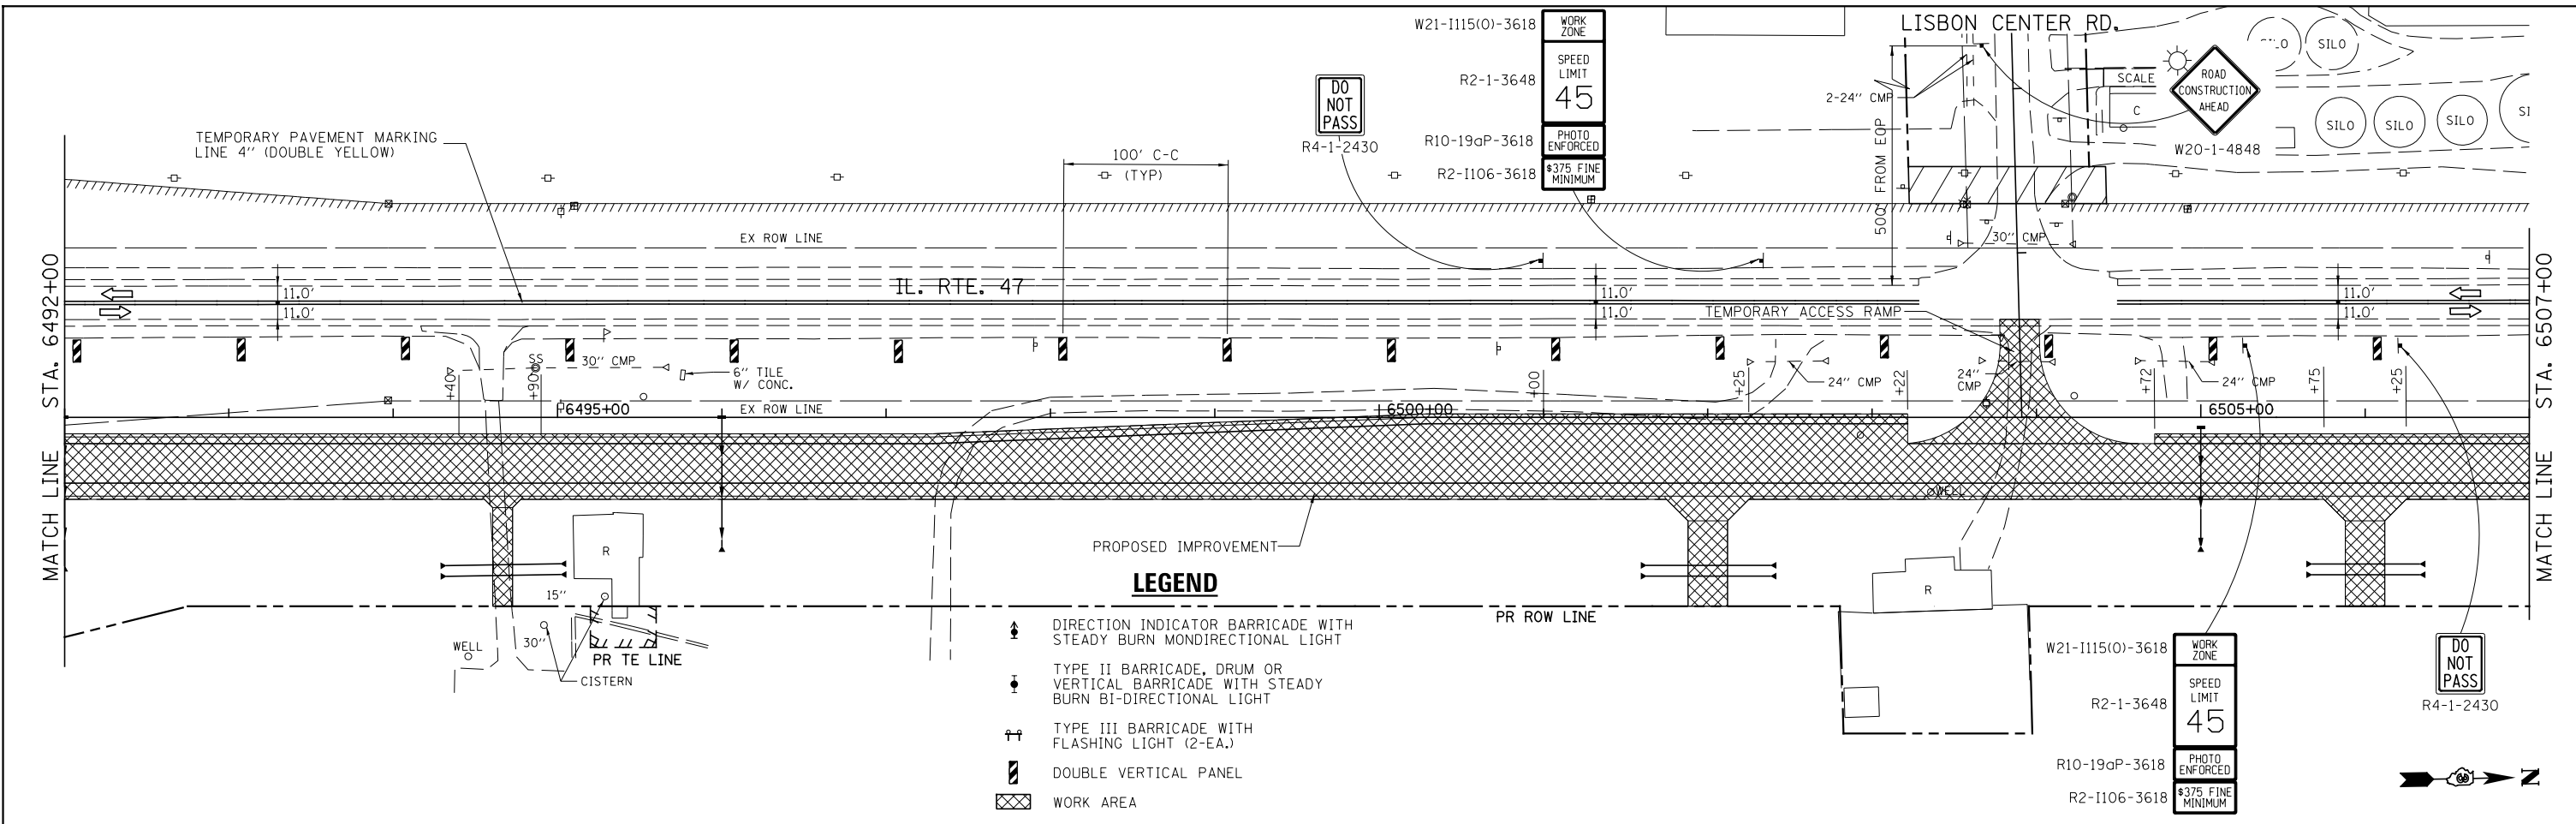 W21-I115(O)-3618
WORK
ZONE
R2-1-3648
SPEED
LIMIT
45
R10-19aP-3618
PHOTO
ENFORCED
R2-I106-3618
$375 FINE
MINIMUM
DO
NOT
PASS
R4-1-2430
LISBON CENTER RD.
2-24" CMP
500' FROM EOP
SCALE
C
SILO
SILO
SILO
SILO
ROAD
CONSTRUCTION
AHEAD
W20-1-4848
TEMPORARY PAVEMENT MARKING
LINE 4" (DOUBLE YELLOW)
100' C-C
(TYP)
EX ROW LINE
30" CMP
IL. RTE. 47
11.0'
11.0'
11.0'
11.0'
11.0'
11.0'
TEMPORARY ACCESS RAMP
MATCH LINE STA. 6492+00
MATCH LINE STA. 6507+00
SS
30" CMP
6" TILE
W/ CONC.
+40
+90
6495+00
EX ROW LINE
+00
6500+00
+25
24" CMP
+22
24"
CMP
+72
24" CMP
6505+00
+75
+25
WELL
PROPOSED IMPROVEMENT
R
15"
30"
WELL
CISTERN
PR TE LINE
PR ROW LINE
R
LEGEND
DIRECTION INDICATOR BARRICADE WITH
STEADY BURN MONDIRECTIONAL LIGHT
TYPE II BARRICADE, DRUM OR
VERTICAL BARRICADE WITH STEADY
BURN BI-DIRECTIONAL LIGHT
TYPE III BARRICADE WITH
FLASHING LIGHT (2-EA.)
DOUBLE VERTICAL PANEL
WORK AREA
W21-I115(O)-3618
WORK
ZONE
R2-1-3648
SPEED
LIMIT
45
R10-19aP-3618
PHOTO
ENFORCED
R2-I106-3618
$375 FINE
MINIMUM
DO
NOT
PASS
R4-1-2430
N